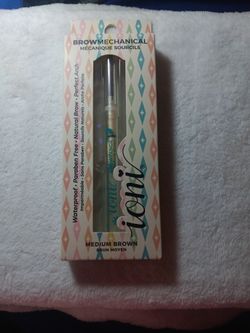 BROWMECHANICAL
MÉCANIQUE SOURCILS
Waterproof • Paraben Free • Natural Brow • Perfect Arch
ioni
MEDIUM BROWN
BRUN MOYEN